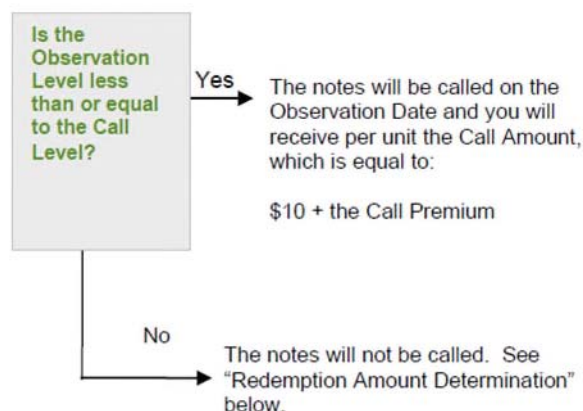 Is the
Observation
Level less
than or equal
to the Call
Level?
Yes
The notes will be called on the
Observation Date and you will
receive per unit the Call Amount,
which is equal to:
$10 + the Call Premium
No
The notes will not be called.  See
“Redemption Amount Determination”
below.